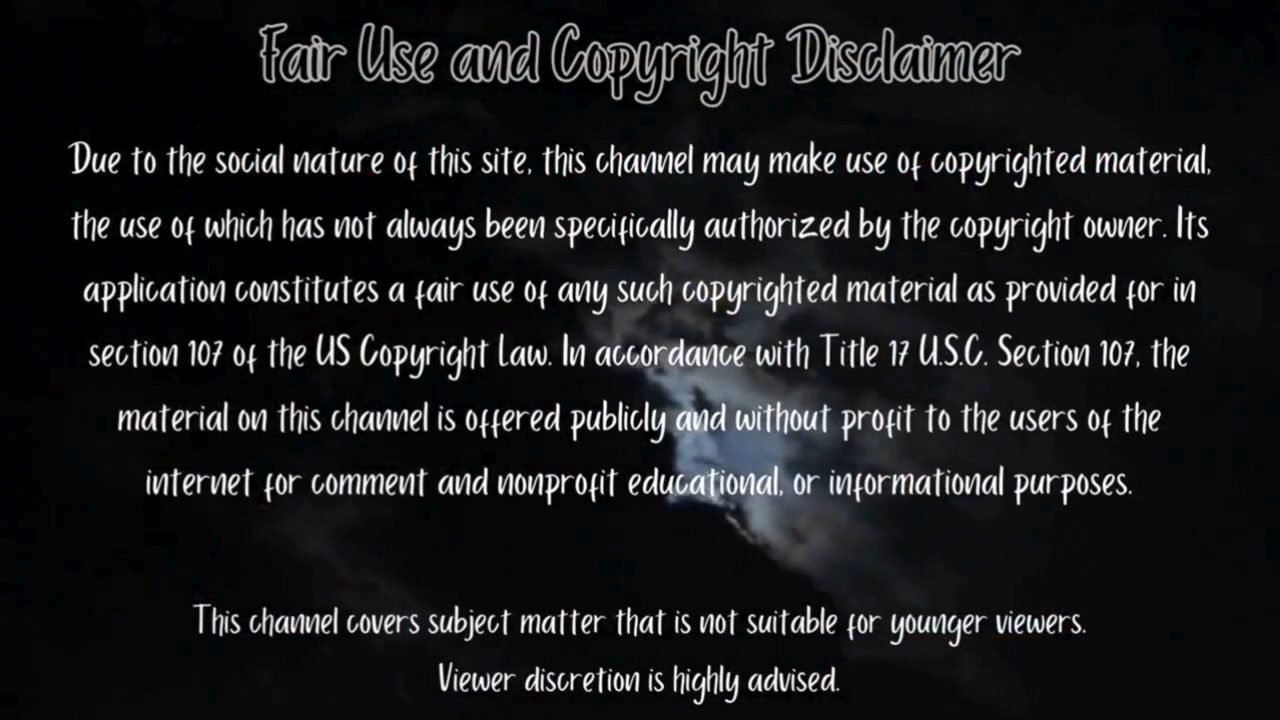 Fair Use and Copyright Disclaimer
Due to the social nature of this site, this channel may make use of copyrighted material,
the use of which has not always been specifically authorized by the copyright owner. Its
application constitutes a fair use of any such copyrighted material as provided for in
section 107 of the US Copyright Law. In accordance with Title 17 U.S.C. Section 107, the
material on this channel is offered publicly and without profit to the users of the
internet for comment and nonprofit educational, or informational purposes.
This channel covers subject matter that is not suitable for younger viewers.
Viewer discretion is highly advised.